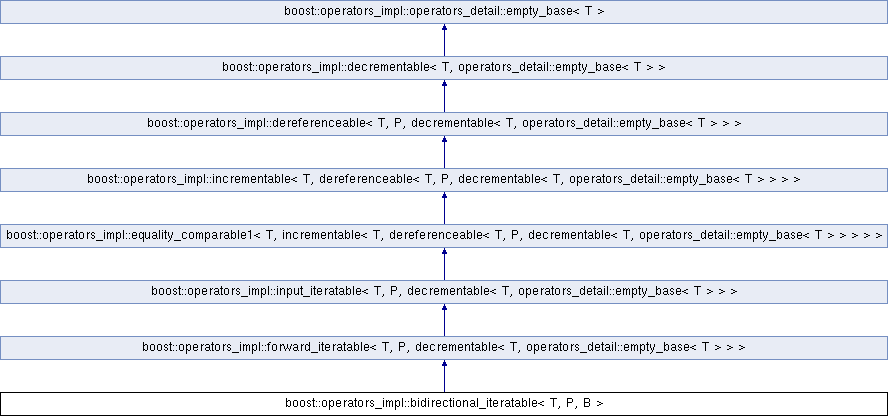 boost::operators_impl::operators_detail::empty_base< T >
boost::operators_impl::decrementable< T, operators_detail::empty_base< T > >
boost::operators_impl::dereferenceable< T, P, decrementable< T, operators_detail::empty_base< T > > >
boost::operators_impl::incrementable< T, dereferenceable< T, P, decrementable< T, operators_detail::empty_base< T > > > >
boost::operators_impl::equality_comparable1< T, incrementable< T, dereferenceable< T, P, decrementable< T, operators_detail::empty_base< T > > > > >
boost::operators_impl::input_iteratable< T, P, decrementable< T, operators_detail::empty_base< T > > >
boost::operators_impl::forward_iteratable< T, P, decrementable< T, operators_detail::empty_base< T > > >
boost::operators_impl::bidirectional_iteratable< T, P, B >